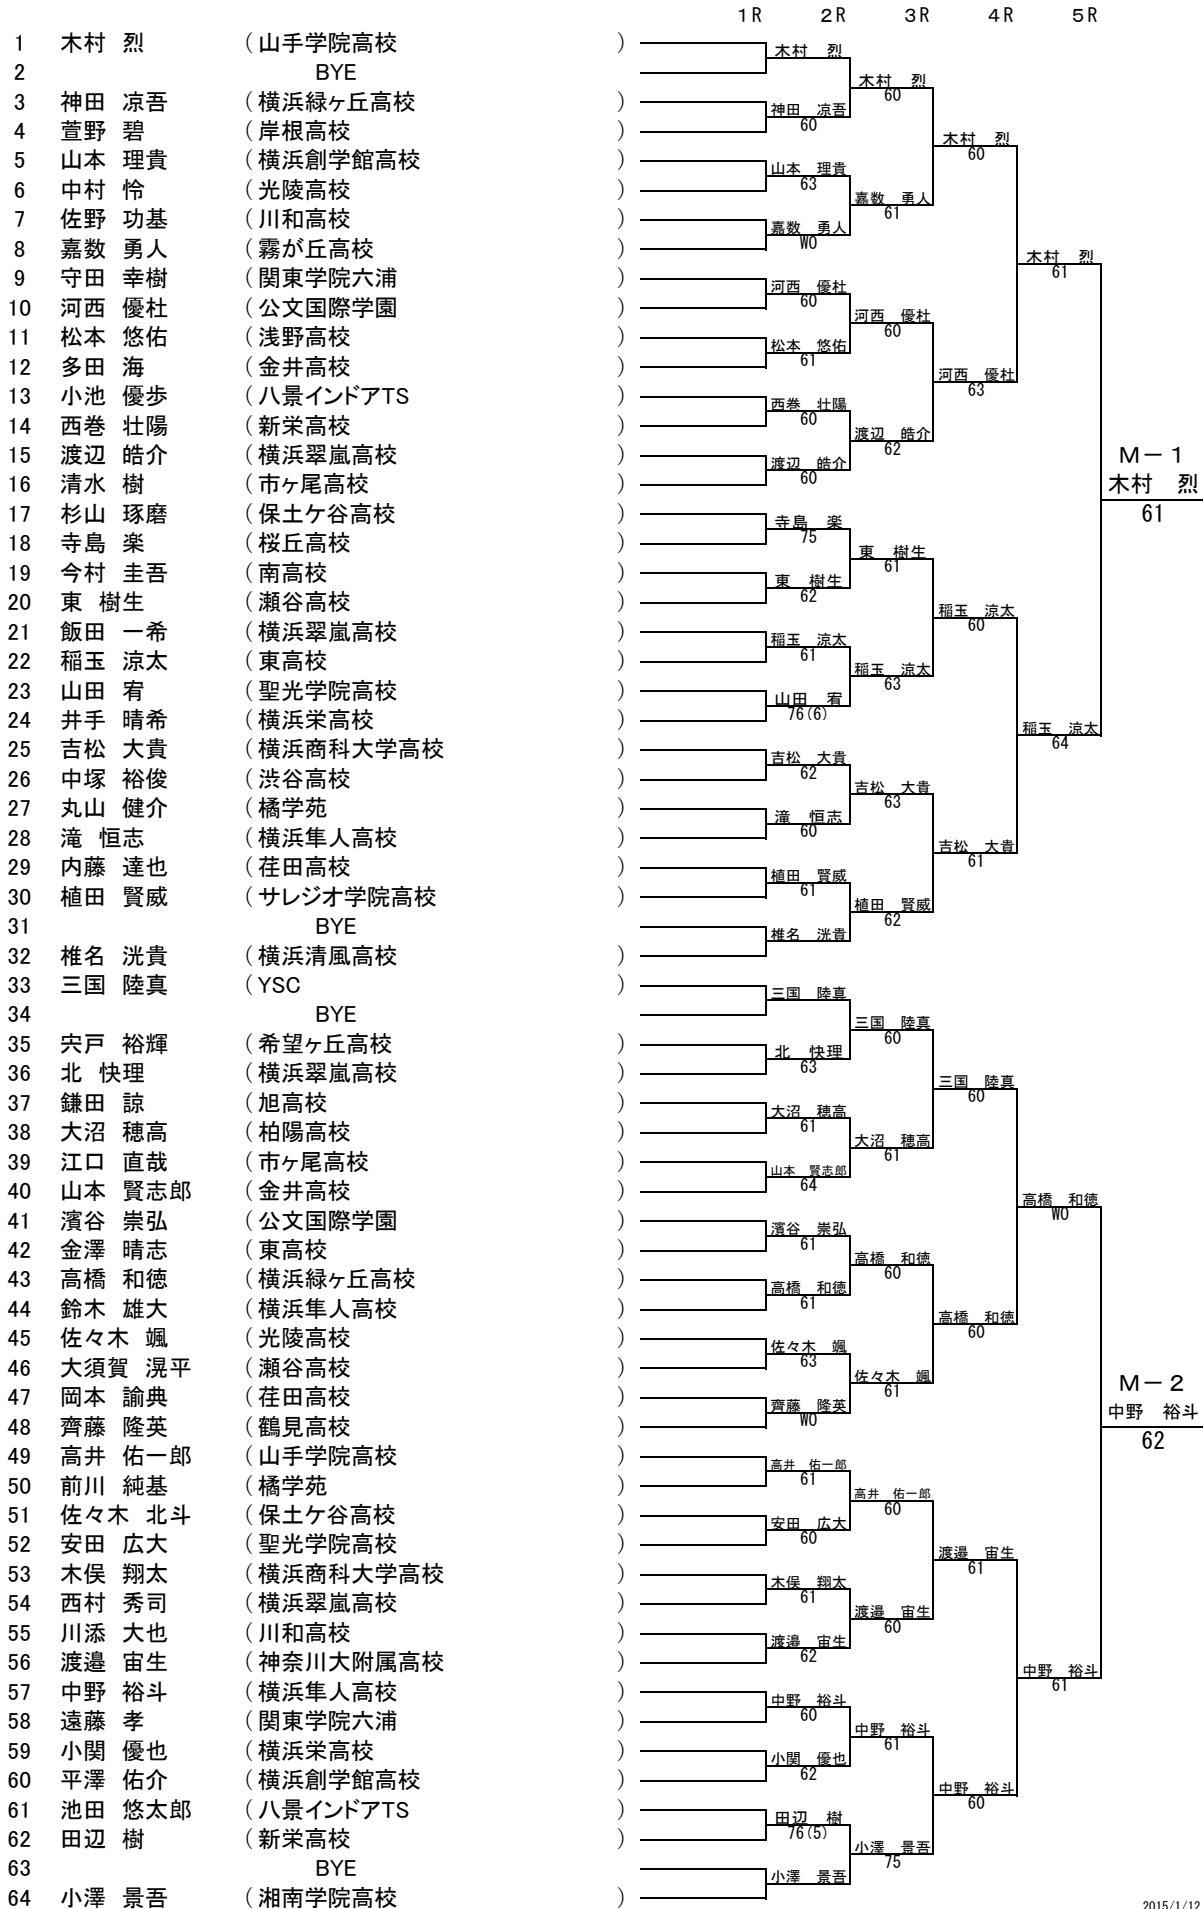 1R 2R 3R 4R 5R
1 木村 烈 (山手学院高校 )
2 BYE
3 神田 凉吾 (横浜緑ヶ丘高校 )
4 萱野 碧 (岸根高校 )
5 山本 理貴 (横浜創学館高校 )
6 中村 怜 (光陵高校 )
7 佐野 功基 (川和高校 )
8 嘉数 勇人 (霧が丘高校 )
9 守田 幸樹 (関東学院六浦 )
10 河西 優杜 (公文国際学園 )
11 松本 悠佑 (浅野高校 )
12 多田 海 (金井高校 )
13 小池 優歩 (八景インドアTS )
14 西巻 壮陽 (新栄高校 )
15 渡辺 皓介 (横浜翠嵐高校 )
16 清水 樹 (市ヶ尾高校 )
17 杉山 琢磨 (保土ケ谷高校 )
18 寺島 楽 (桜丘高校 )
19 今村 圭吾 (南高校 )
20 東 樹生 (瀬谷高校 )
21 飯田 一希 (横浜翠嵐高校 )
22 稲玉 涼太 (東高校 )
23 山田 宥 (聖光学院高校 )
24 井手 晴希 (横浜栄高校 )
25 吉松 大貴 (横浜商科大学高校 )
26 中塚 裕俊 (渋谷高校 )
27 丸山 健介 (橘学苑 )
28 滝 恒志 (横浜隼人高校 )
29 内藤 達也 (荏田高校 )
30 植田 賢威 (サレジオ学院高校 )
31 BYE
32 椎名 洸貴 (横浜清風高校 )
33 三国 陸真 (YSC )
34 BYE
35 宍戸 裕輝 (希望ヶ丘高校 )
36 北 快理 (横浜翠嵐高校 )
37 鎌田 諒 (旭高校 )
38 大沼 穂高 (柏陽高校 )
39 江口 直哉 (市ヶ尾高校 )
40 山本 賢志郎 (金井高校 )
41 濱谷 崇弘 (公文国際学園 )
42 金澤 晴志 (東高校 )
43 高橋 和徳 (横浜緑ヶ丘高校 )
44 鈴木 雄大 (横浜隼人高校 )
45 佐々木 颯 (光陵高校 )
46 大須賀 滉平 (瀬谷高校 )
47 岡本 諭典 (荏田高校 )
48 齊藤 隆英 (鶴見高校 )
49 高井 佑一郎 (山手学院高校 )
50 前川 純基 (橘学苑 )
51 佐々木 北斗 (保土ケ谷高校 )
52 安田 広大 (聖光学院高校 )
53 木俣 翔太 (横浜商科大学高校 )
54 西村 秀司 (横浜翠嵐高校 )
55 川添 大也 (川和高校 )
56 渡邉 宙生 (神奈川大附属高校 )
57 中野 裕斗 (横浜隼人高校 )
58 遠藤 孝 (関東学院六浦 )
59 小関 優也 (横浜栄高校 )
60 平澤 佑介 (横浜創学館高校 )
61 池田 悠太郎 (八景インドアTS )
62 田辺 樹 (新栄高校 )
63 BYE
64 小澤 景吾 (湘南学院高校 )
木村 烈
神田 凉吾
60
山本 理貴
63
嘉数 勇人
WO
河西 優杜
60
松本 悠佑
61
西巻 壮陽
60
渡辺 皓介
60
寺島 楽
75
東 樹生
62
稲玉 涼太
61
山田 宥
76(6)
吉松 大貴
62
滝 恒志
60
植田 賢威
61
椎名 洸貴
三国 陸真
北 快理
63
大沼 穂高
61
山本 賢志郎
64
濱谷 崇弘
61
高橋 和徳
61
佐々木 颯
63
齊藤 隆英
WO
高井 佑一郎
61
安田 広大
60
木俣 翔太
61
渡邉 宙生
62
中野 裕斗
60
小関 優也
62
田辺 樹
76(5)
小澤 景吾
木村 烈
60
嘉数 勇人
61
河西 優杜
60
渡辺 皓介
62
東 樹生
61
稲玉 涼太
63
吉松 大貴
63
植田 賢威
62
三国 陸真
60
大沼 穂高
61
高橋 和徳
60
佐々木 颯
61
高井 佑一郎
60
渡邉 宙生
60
中野 裕斗
61
小澤 景吾
75
木村 烈
60
河西 優杜
63
稲玉 涼太
60
吉松 大貴
61
三国 陸真
60
高橋 和徳
60
渡邉 宙生
61
中野 裕斗
60
木村 烈
61
稲玉 涼太
64
高橋 和徳
WO
中野 裕斗
61
M－1
木村 烈
61
M－2
中野 裕斗
62
2015/1/12